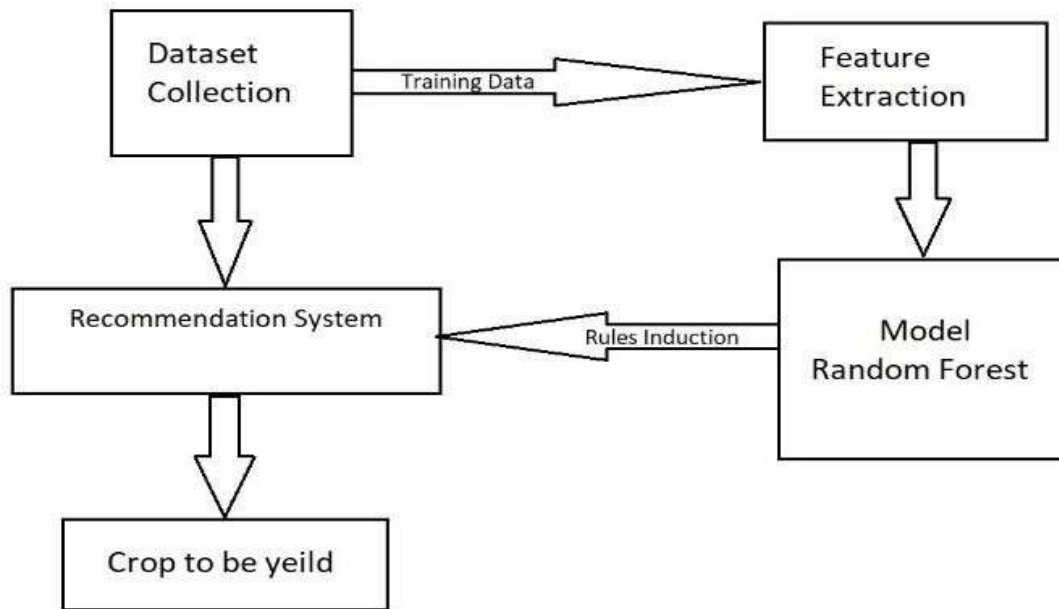 Dataset
Collection
Training Data
Feature
Extraction
Recommendation System
Rules Induction
Model
Random Forest
Crop to be yeild